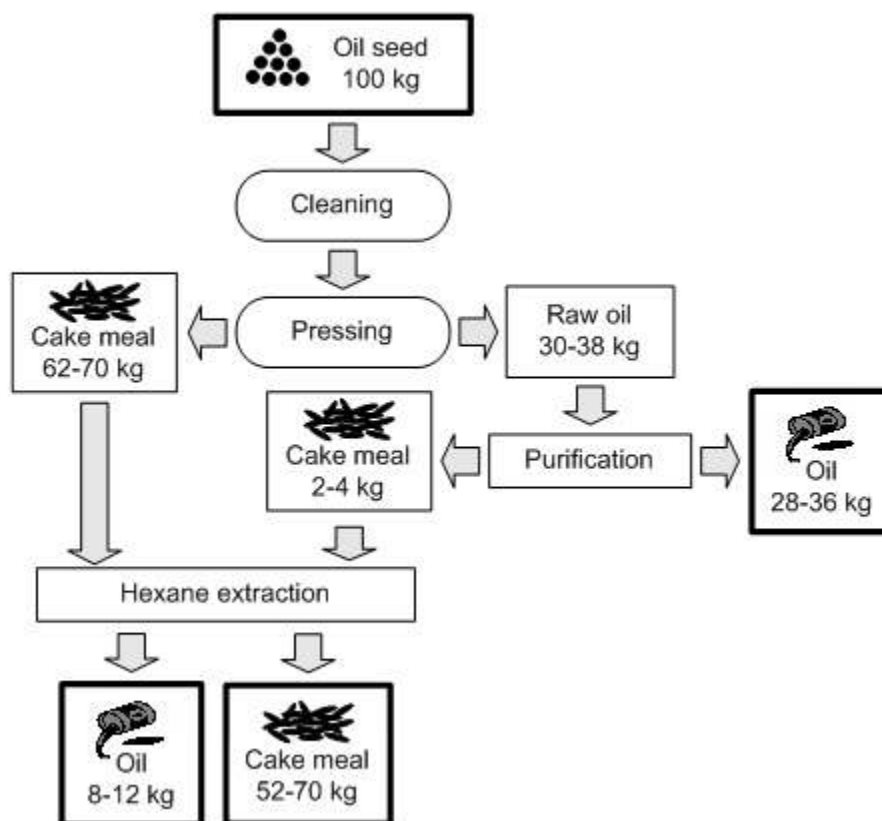 Oil seed
100 kg
Cleaning
Cake meal
62-70 kg
Pressing
Raw oil
30-38 kg
Cake meal
2-4 kg
Purification
Oil
28-36 kg
Hexane extraction
Oil
8-12 kg
Cake meal
52-70 kg